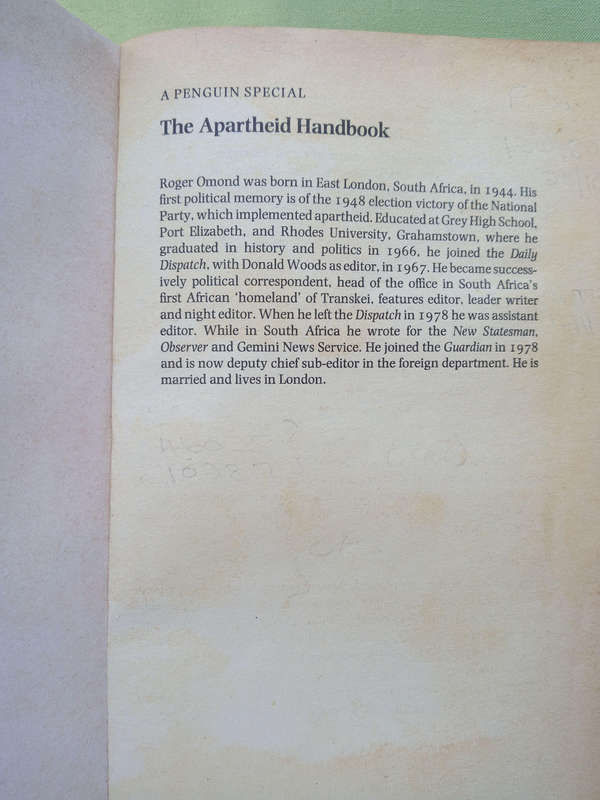 A PENGUIN SPECIAL
The Apartheid Handbook
Roger Omond was born in East London, South Africa, in 1944. His
first political memory is of the 1948 election victory of the National
Party, which implemented apartheid. Educated at Grey High School,
Port Elizabeth, and Rhodes University, Grahamstown, where he
graduated in history and politics in 1966, he joined the Daily
Dispatch, with Donald Woods as editor, in 1967. He became success-
ively political correspondent, head of the office in South Africa's
first African 'homeland' of Transkei, features editor, leader writer
and night editor. When he left the Dispatch in 1978 he was assistant
editor. While in South Africa he wrote for the New Statesman,
Observer and Gemini News Service. He joined the Guardian in 1978
and is now deputy chief sub-editor in the foreign department. He is
married and lives in London.